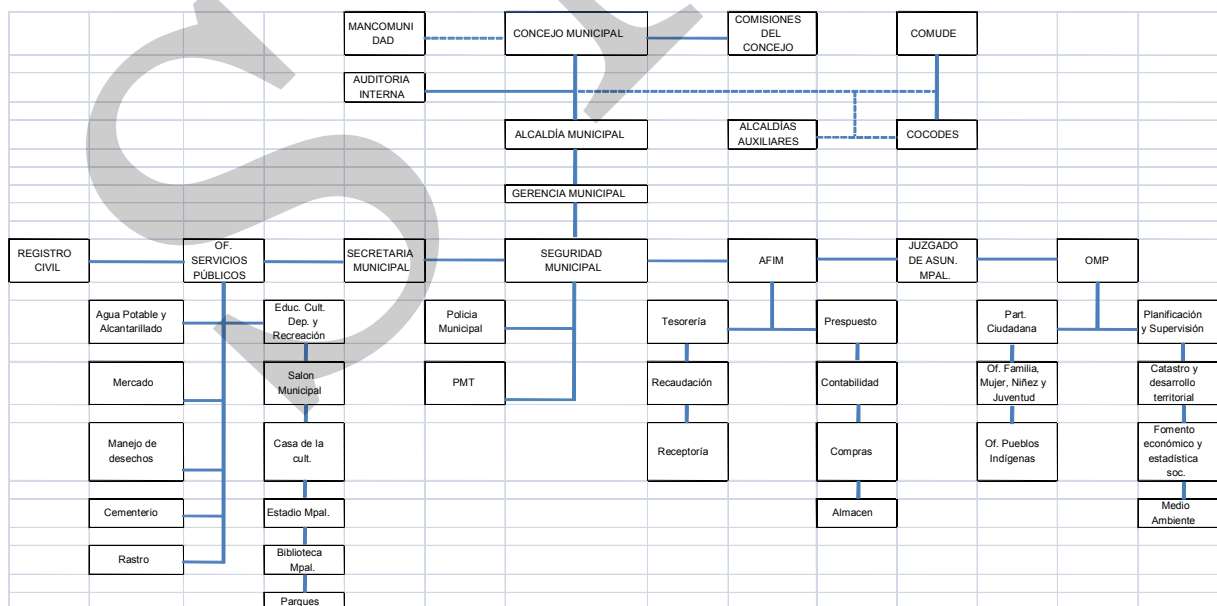 MANCOMUNI
DAD
CONCEJO MUNICIPAL
COMISIONES
DEL
CONCEJO
COMUDE
AUDITORIA
INTERNA
ALCALDÍA MUNICIPAL
ALCALDÍAS
AUXILIARES
COCODES
GERENCIA MUNICIPAL
REGISTRO
CIVIL
OF.
SERVICIOS
PÚBLICOS
SECRETARIA
MUNICIPAL
SEGURIDAD
MUNICIPAL
AFIM
JUZGADO
DE ASUN.
MPAL.
OMP
Agua Potable y
Alcantarillado
Educ. Cult.
Dep. y
Recreación
Policia
Municipal
Tesorería
Prespuesto
Part.
Ciudadana
Planificación
y Supervisión
Mercado
Salon
Municipal
PMT
Recaudación
Contabilidad
Of. Familia,
Mujer, Niñez y
Juventud
Catastro y
desarrollo
territorial
Manejo de
desechos
Casa de la
cult.
Receptoría
Compras
Of. Pueblos
Indígenas
Fomento
económico y
estadística
soc.
Cementerio
Estadio Mpal.
Almacen
Medio
Ambiente
Rastro
Biblioteca
Mpal.
Parques